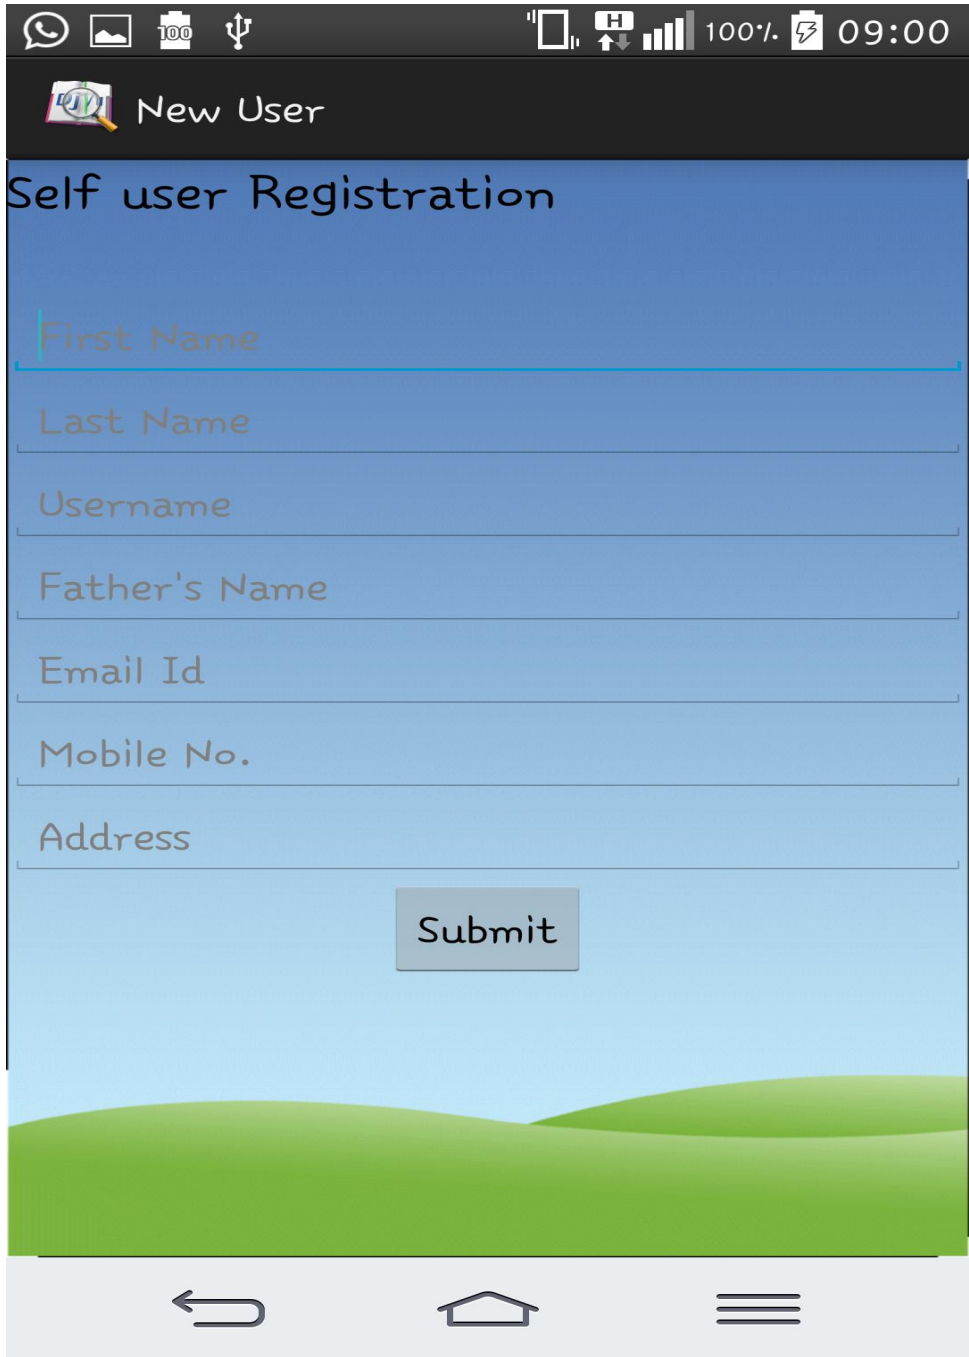 100 H 100% 09:00
New User
Self user Registration
First Name
Last Name
Username
Father's Name
Email Id
Mobile No.
Address
Submit